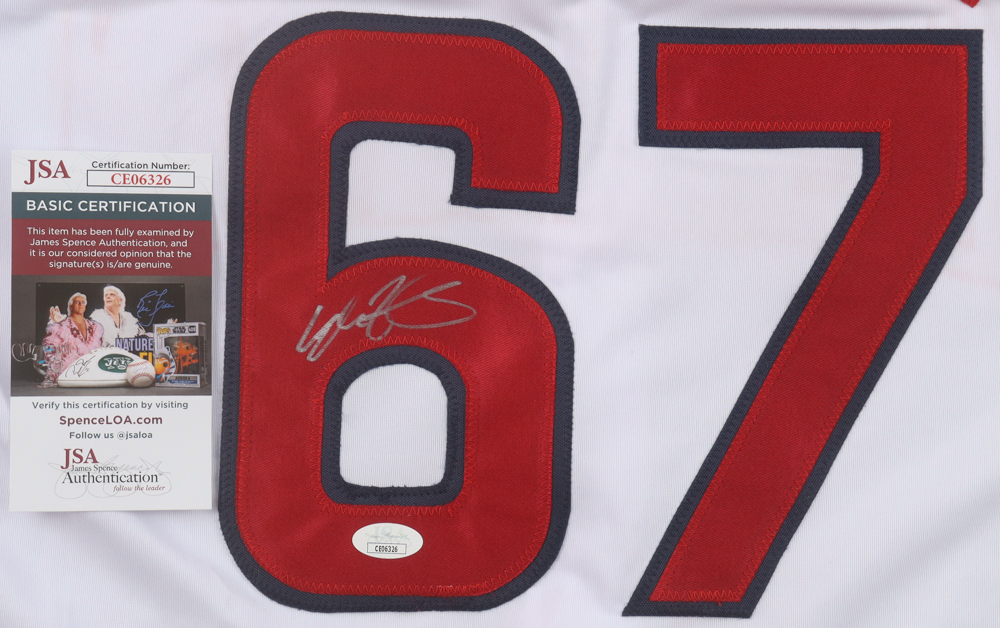 67
JSA
Certification Number:
CE06326
BASIC CERTIFICATION
This item has been fully examined by
James Spence Authentication, and
it is our considered opinion that the
signature(s) is/are genuine.
NATURE
Verify this certification by visiting
SpenceLOA.com
Follow us @jsaloa
JSA
James Spence
Authentication
follow the leader
CE06326